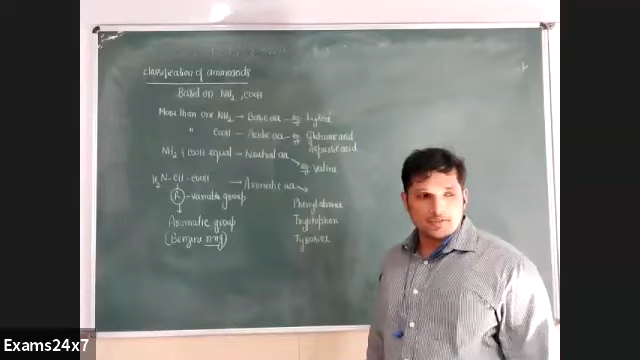 Classification of aminoacids
Based on NH2, COOH
More than one NH2 → Basic aa → eg Lysine
" COOH → Acidic aa → eg Glutamic acid
Aspartic acid
NH2 & COOH equal → Neutral aa
eg Valine
H2N - CH - COOH → Aromatic aa →
R → Variable group
Phenylalanine
Aromatic group
Tryptophan
(Benzene ring)
Tyrosine
Exams24x7